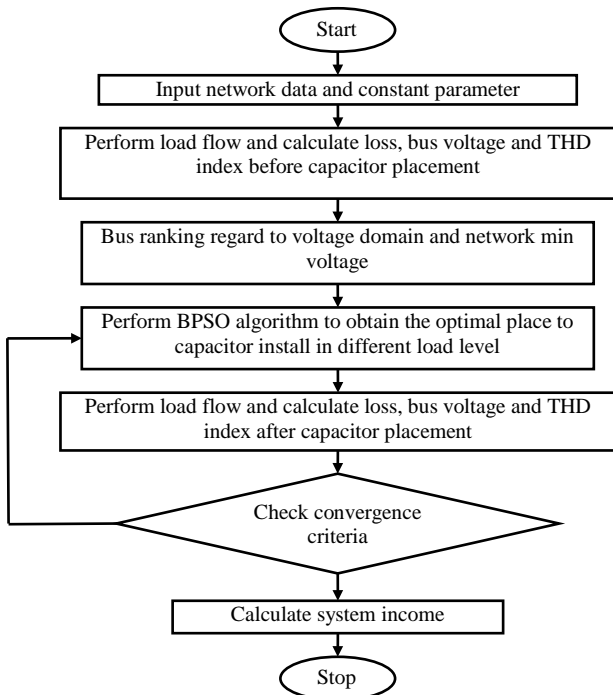 Start
Input network data and constant parameter
Perform load flow and calculate loss, bus voltage and THD
index before capacitor placement
Bus ranking regard to voltage domain and network min
voltage
Perform BPSO algorithm to obtain the optimal place to
capacitor install in different load level
Perform load flow and calculate loss, bus voltage and THD
index after capacitor placement
Check convergence
criteria
Calculate system income
Stop